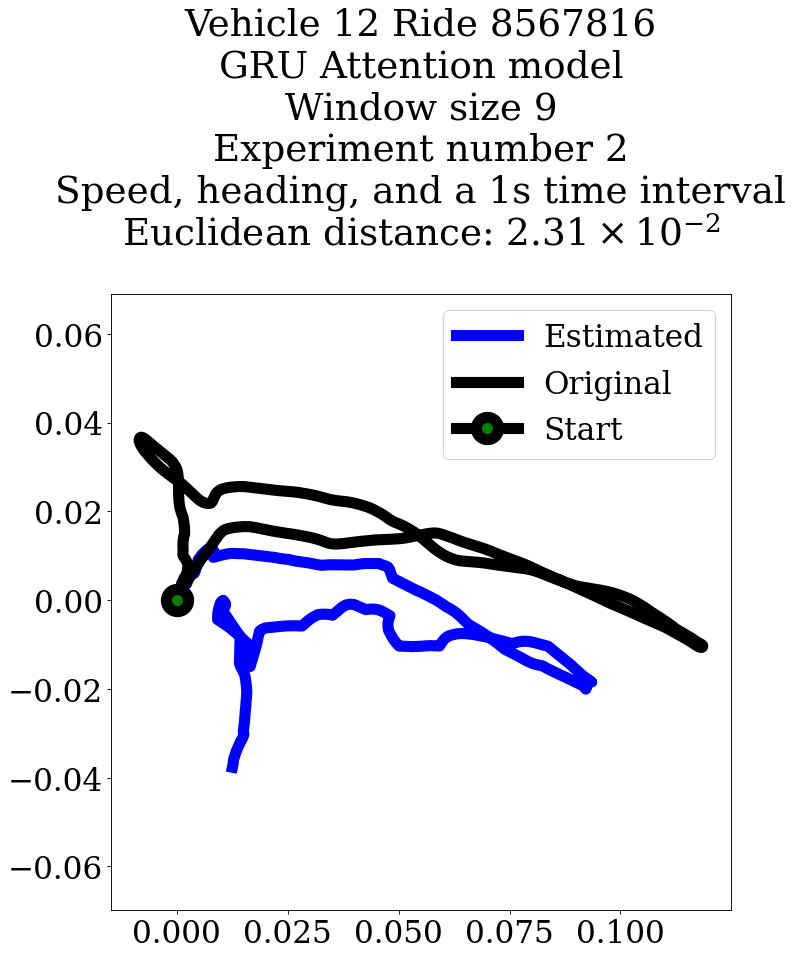 Vehicle 12 Ride 8567816
GRU Attention model
Window size 9
Experiment number 2
Speed, heading, and a 1s time interval
Euclidean distance: 2.31 × 10⁻²
Estimated
Original
Start
0.06
0.04
0.02
0.00
−0.02
−0.04
−0.06
0.000 0.025 0.050 0.075 0.100